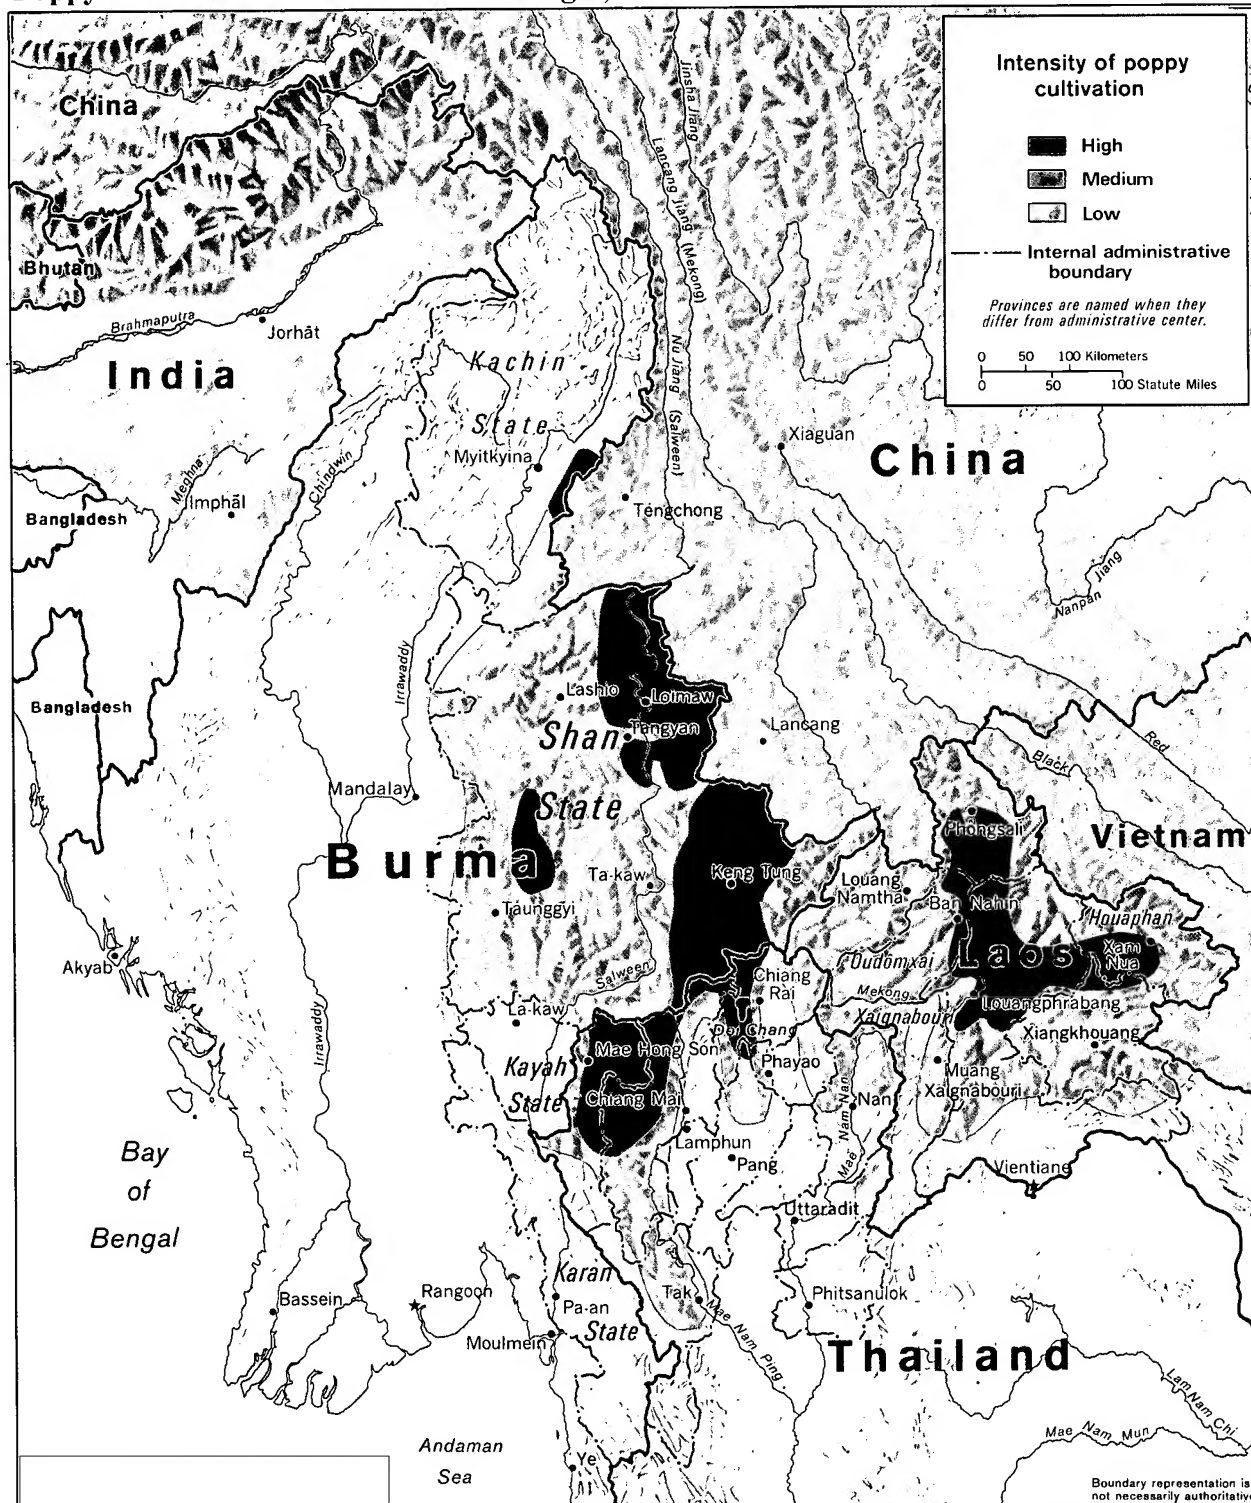 Poppy
Intensity of poppy
cultivation
High
Medium
Low
Internal administrative
boundary
Provinces are named when they
differ from administrative center.
0 50 100 Kilometers
0 50 100 Statute Miles
China
Bhutan
Brahmaputra
Jorhāt
India
Jinsha Jiang
Lancang Jiang (Mekong)
Nu Jiang (Salween)
Kachin
State
Myitkyina
Xiaguan
China
Chindwin
Meghna
Imphāl
Bangladesh
Tengchong
Nanpan Jiang
Bangladesh
Irrawaddy
Lashio
Loimaw
Shan
Tangyan
Lancang
Red
Black
Mandalay
State
Phôngsali
Vietnam
Burma
Ta-kaw
Keng Tung
Louang
Namtha
Ban Nahin
Houaphan
Taunggyi
Akyab
Salween
Chiang
Rai
Oudômxai
Laos
Xam
Nua
Mekong
Louangphrabang
La-kaw
Doi Chang
Xaignabouri
Xiangkhouang
Irrawaddy
Kayah
State
Mae Hong Son
Phayao
Muang
Xaignabouri
Chiang Mai
Nan
Mae Nam Nan
Lamphun
Pang
Vientiane
Bay
of
Bengal
Uttaradit
Karan
State
Bassein
Rangoon
Pa-an
Tak
Phitsanulok
Moulmein
Mae Nam Ping
Thailand
Lam Nam Chi
Mae Nam Mun
Andaman
Sea
Ye
Boundary representation is
not necessarily authoritative